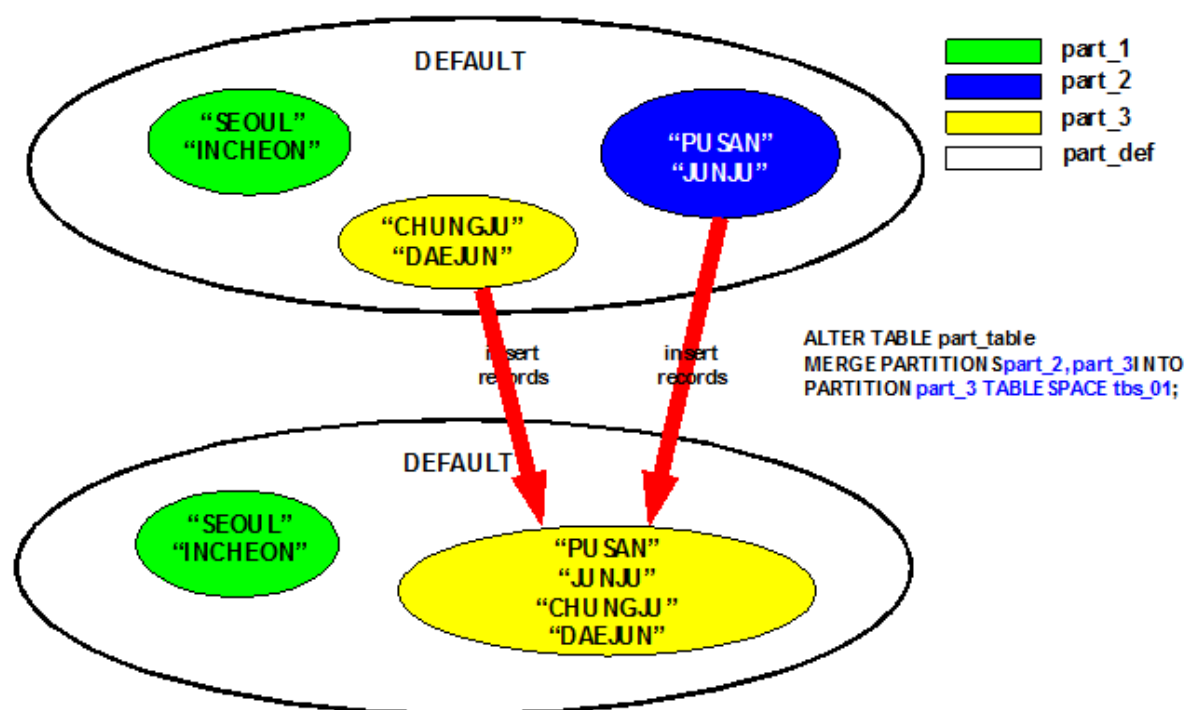 DEFAULT
“SEOUL”
“INCHEON”
“PUSAN”
“JUNJU”
“CHUNGJU”
“DAEJUN”
part_1
part_2
part_3
part_def
insert
records
insert
records
ALTER TABLE part_table
MERGE PARTITIONS part_2, part_3 INTO
PARTITION part_3 TABLESPACE tbs_01;
DEFAULT
“SEOUL”
“INCHEON”
“PUSAN”
“JUNJU”
“CHUNGJU”
“DAEJUN”